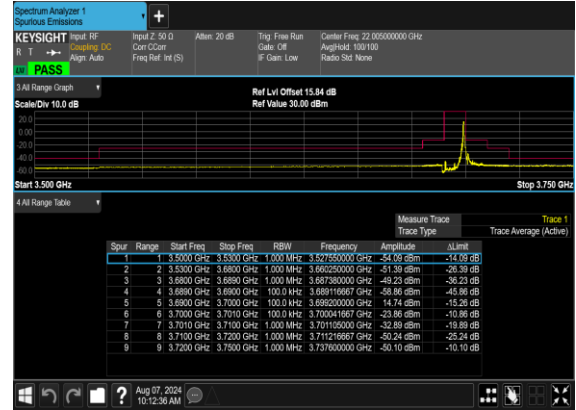 Spectrum Analyzer 1
Spurious Emissions
KEYSIGHT Input: RF Input Z: 50 Ω Atten: 20 dB Trig: Free Run Center Freq: 22.005000000 GHz
R T Coupling: DC Corr CCorr Gate: Off Avg|Hold: 100/100
Align: Auto Freq Ref: Int (S) IF Gain: Low Radio Std: None
PASS
3 All Range Graph Ref Lvl Offset 15.84 dB
Scale/Div 10.0 dB Ref Value 30.00 dBm
20.0
0.00
-20.0
-40.0
-60.0
Start 3.500 GHz Stop 3.750 GHz
4 All Range Table
Measure Trace Trace 1
Trace Type Trace Average (Active)
Spur Range Start Freq Stop Freq RBW Frequency Amplitude ΔLimit
1 1 3.5000 GHz 3.5300 GHz 1.000 MHz 3.527550000 GHz -54.09 dBm -14.09 dB
2 2 3.5300 GHz 3.6800 GHz 1.000 MHz 3.660250000 GHz -51.39 dBm -26.39 dB
3 3 3.6800 GHz 3.6890 GHz 1.000 MHz 3.687380000 GHz -49.23 dBm -36.23 dB
4 4 3.6890 GHz 3.6900 GHz 100.0 kHz 3.689116667 GHz -58.86 dBm -45.86 dB
5 5 3.6900 GHz 3.7000 GHz 100.0 kHz 3.699200000 GHz 14.74 dBm -15.26 dB
6 6 3.7000 GHz 3.7010 GHz 100.0 kHz 3.700041667 GHz -23.86 dBm -10.86 dB
7 7 3.7010 GHz 3.7100 GHz 1.000 MHz 3.701105000 GHz -32.89 dBm -19.89 dB
8 8 3.7100 GHz 3.7200 GHz 1.000 MHz 3.711216667 GHz -50.24 dBm -25.24 dB
9 9 3.7200 GHz 3.7500 GHz 1.000 MHz 3.737600000 GHz -50.10 dBm -10.10 dB
Aug 07, 2024
10:12:36 AM